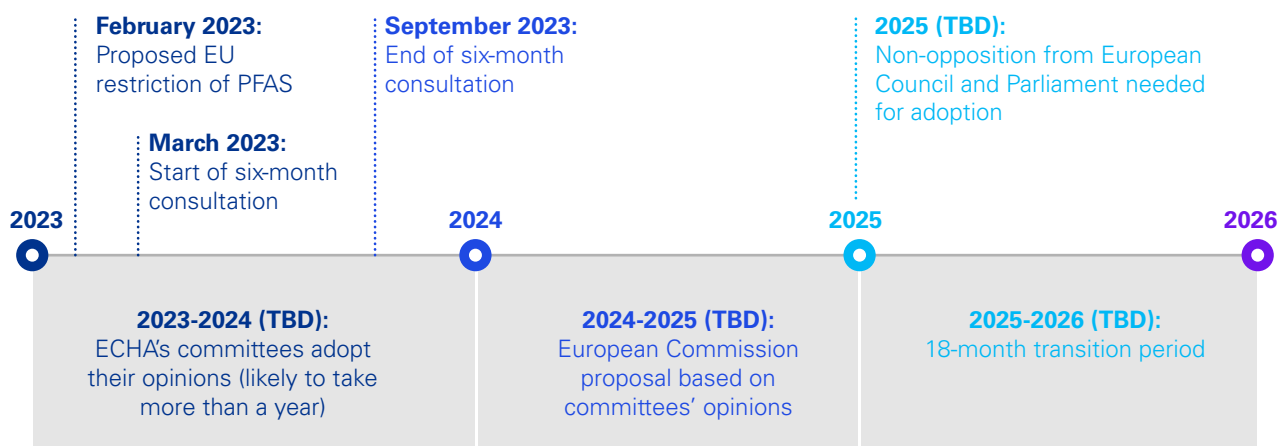 February 2023:
Proposed EU
restriction of PFAS
March 2023:
Start of six-month
consultation
September 2023:
End of six-month
consultation
2025 (TBD):
Non-opposition from European
Council and Parliament needed
for adoption
2023
2024
2025
2026
2023-2024 (TBD):
ECHA’s committees adopt
their opinions (likely to take
more than a year)
2024-2025 (TBD):
European Commission
proposal based on
committees’ opinions
2025-2026 (TBD):
18-month transition period